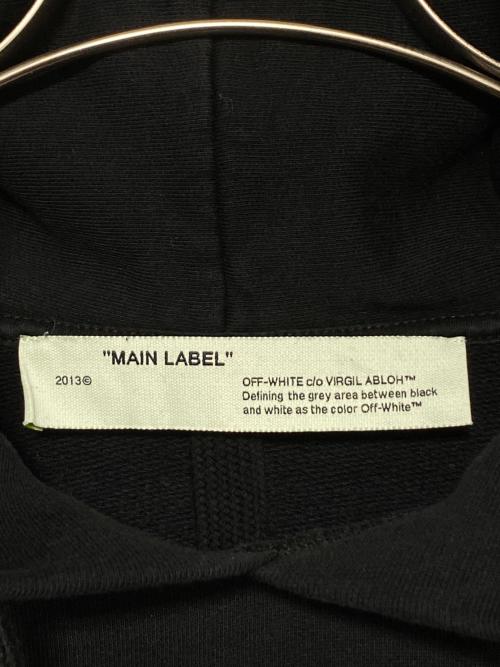 "MAIN LABEL"
2013©
OFF-WHITE c/o VIRGIL ABLOH™
Defining the grey area between black
and white as the color Off-White™